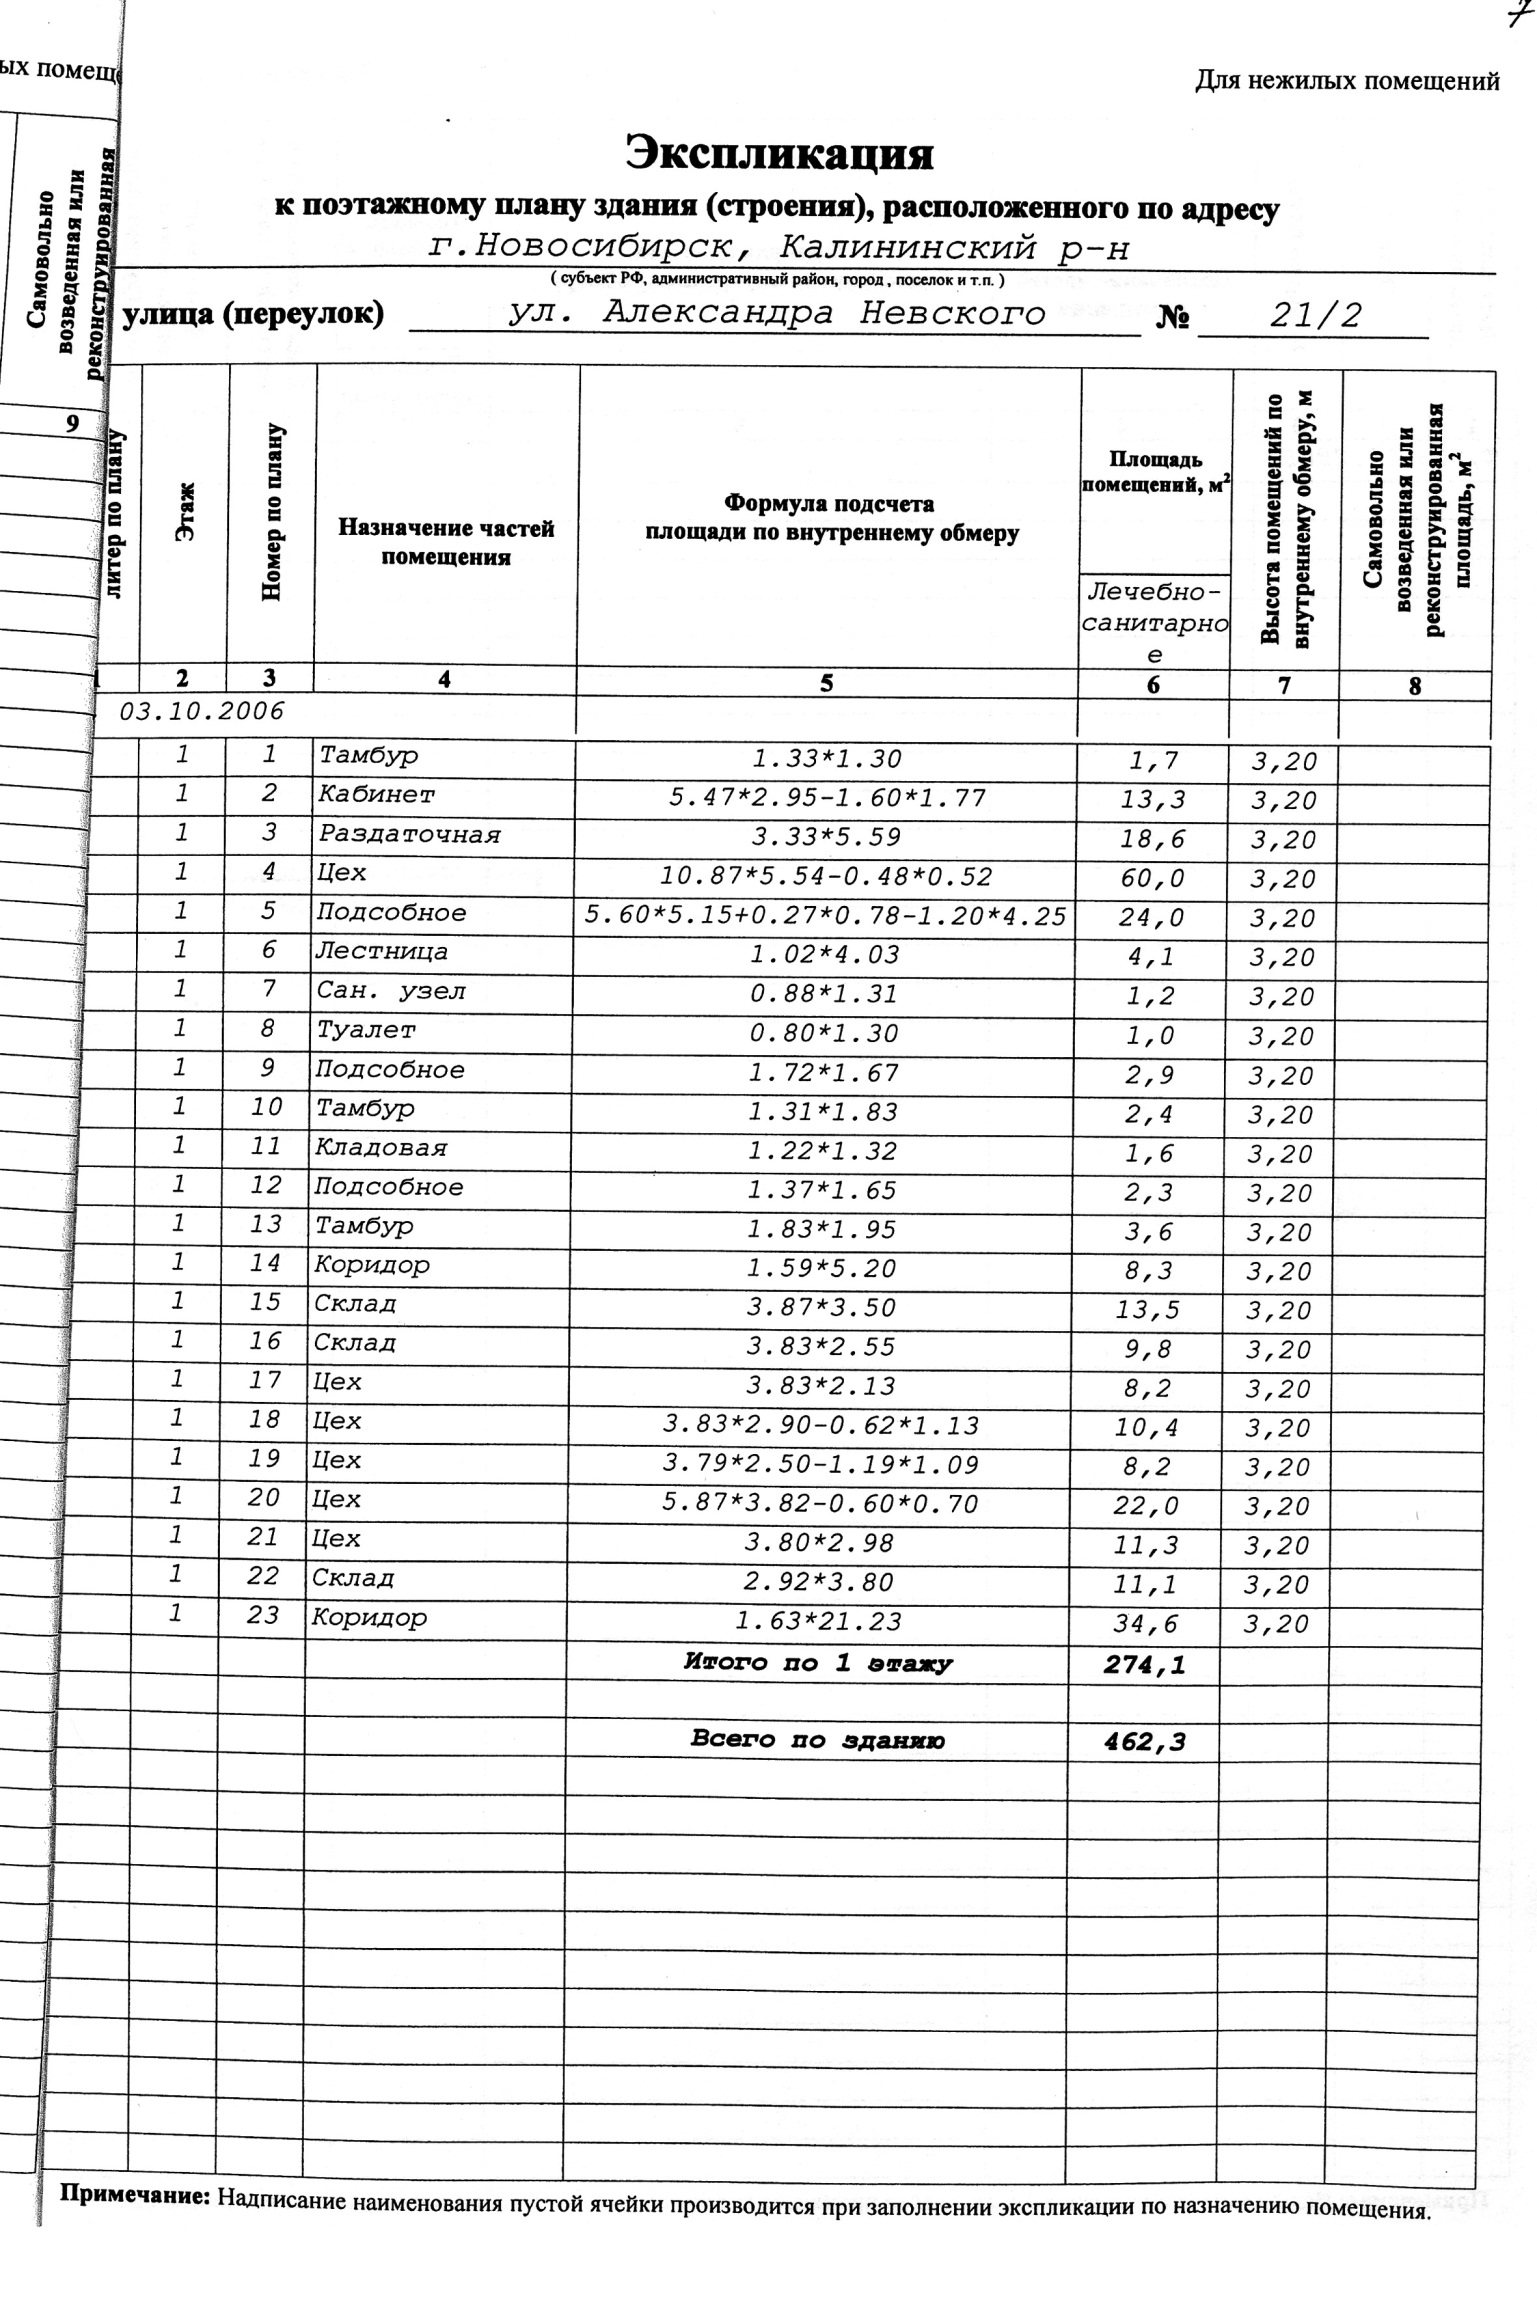 7
ых помещ
Для нежилых помещений
Экспликация
к поэтажному плану здания (строения), расположенного по адресу
г.Новосибирск, Калининский р-н
( субъект РФ, административный район, город , поселок и т.п. )
улица (переулок) ул. Александра Невского № 21/2
Самовольно
возведенная или
реконструированная
9
литер по плану
Этаж
Номер по плану
Назначение частей
помещения
Формула подсчета
площади по внутреннему обмеру
Площадь
помещений, м²
Лечебно-
санитарно
е
Высота помещений по
внутреннему обмеру, м
Самовольно
возведенная или
реконструированная
площадь, м²
1 2 3 4 5 6 7 8
03.10.2006
1 1 Тамбур 1.33*1.30 1,7 3,20
1 2 Кабинет 5.47*2.95-1.60*1.77 13,3 3,20
1 3 Раздаточная 3.33*5.59 18,6 3,20
1 4 Цех 10.87*5.54-0.48*0.52 60,0 3,20
1 5 Подсобное 5.60*5.15+0.27*0.78-1.20*4.25 24,0 3,20
1 6 Лестница 1.02*4.03 4,1 3,20
1 7 Сан. узел 0.88*1.31 1,2 3,20
1 8 Туалет 0.80*1.30 1,0 3,20
1 9 Подсобное 1.72*1.67 2,9 3,20
1 10 Тамбур 1.31*1.83 2,4 3,20
1 11 Кладовая 1.22*1.32 1,6 3,20
1 12 Подсобное 1.37*1.65 2,3 3,20
1 13 Тамбур 1.83*1.95 3,6 3,20
1 14 Коридор 1.59*5.20 8,3 3,20
1 15 Склад 3.87*3.50 13,5 3,20
1 16 Склад 3.83*2.55 9,8 3,20
1 17 Цех 3.83*2.13 8,2 3,20
1 18 Цех 3.83*2.90-0.62*1.13 10,4 3,20
1 19 Цех 3.79*2.50-1.19*1.09 8,2 3,20
1 20 Цех 5.87*3.82-0.60*0.70 22,0 3,20
1 21 Цех 3.80*2.98 11,3 3,20
1 22 Склад 2.92*3.80 11,1 3,20
1 23 Коридор 1.63*21.23 34,6 3,20
Итого по 1 этажу 274,1
Всего по зданию 462,3
Примечание: Надписание наименования пустой ячейки производится при заполнении экспликации по назначению помещения.